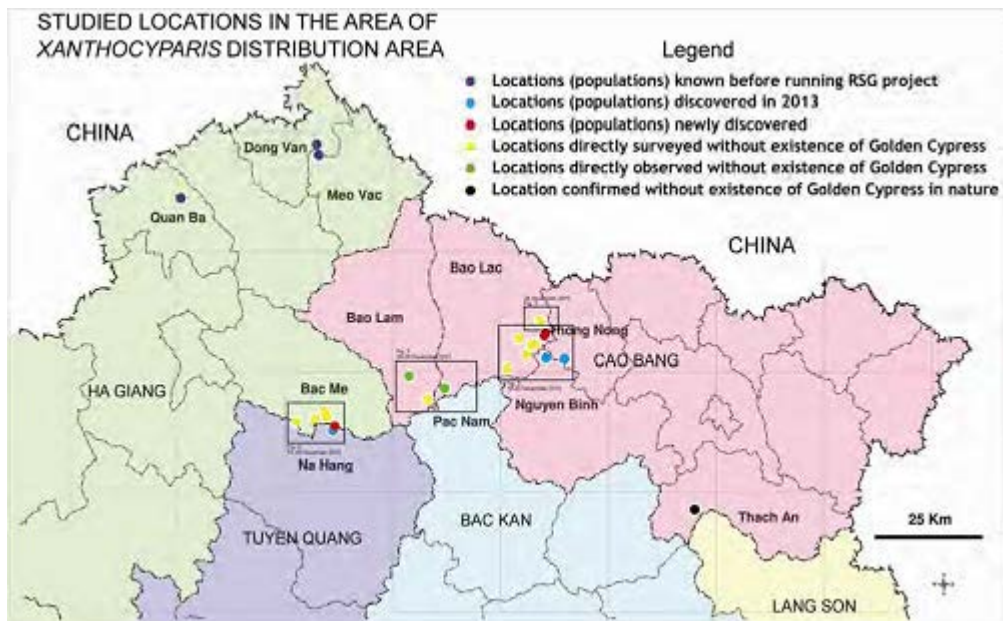 STUDIED LOCATIONS IN THE AREA OF
XANTHOCYPARIS DISTRIBUTION AREA
Legend
Locations (populations) known before running RSG project
Locations (populations) discovered in 2013
Locations (populations) newly discovered
Locations directly surveyed without existence of Golden Cypress
Locations directly observed without existence of Golden Cypress
Location confirmed without existence of Golden Cypress in nature
CHINA
Dong Van
Meo Vac
Quan Ba
CHINA
Bao Lac
Bao Lam
Thong Nong
CAO BANG
HA GIANG
Bac Me
Nguyen Binh
Pac Nam
Na Hang
BAC KAN
Thach An
25 Km
TUYEN QUANG
LANG SON